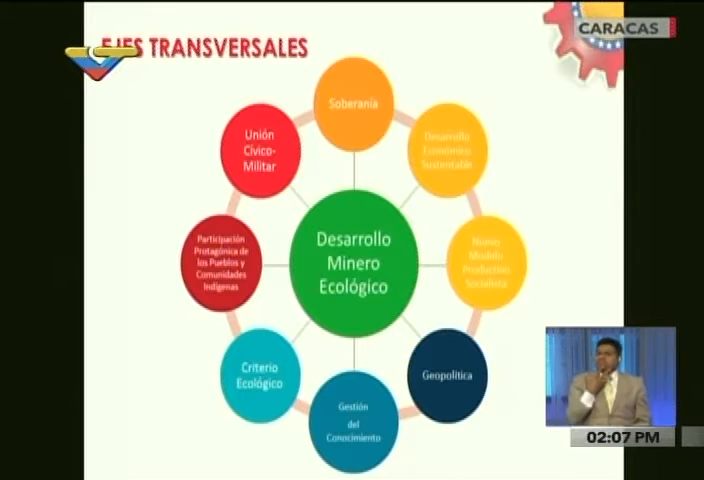 EJES TRANSVERSALES
CARACAS
Soberanía
Desarrollo
Económico
Sustentable
Nuevo
Modelo
Productivo
Socialista
Geopolítica
Gestión
del
Conocimiento
Criterio
Ecológico
Participación
Protagónica de
los Pueblos y
Comunidades
Indígenas
Unión
Cívico-
Militar
Desarrollo
Minero
Ecológico
02:07 PM